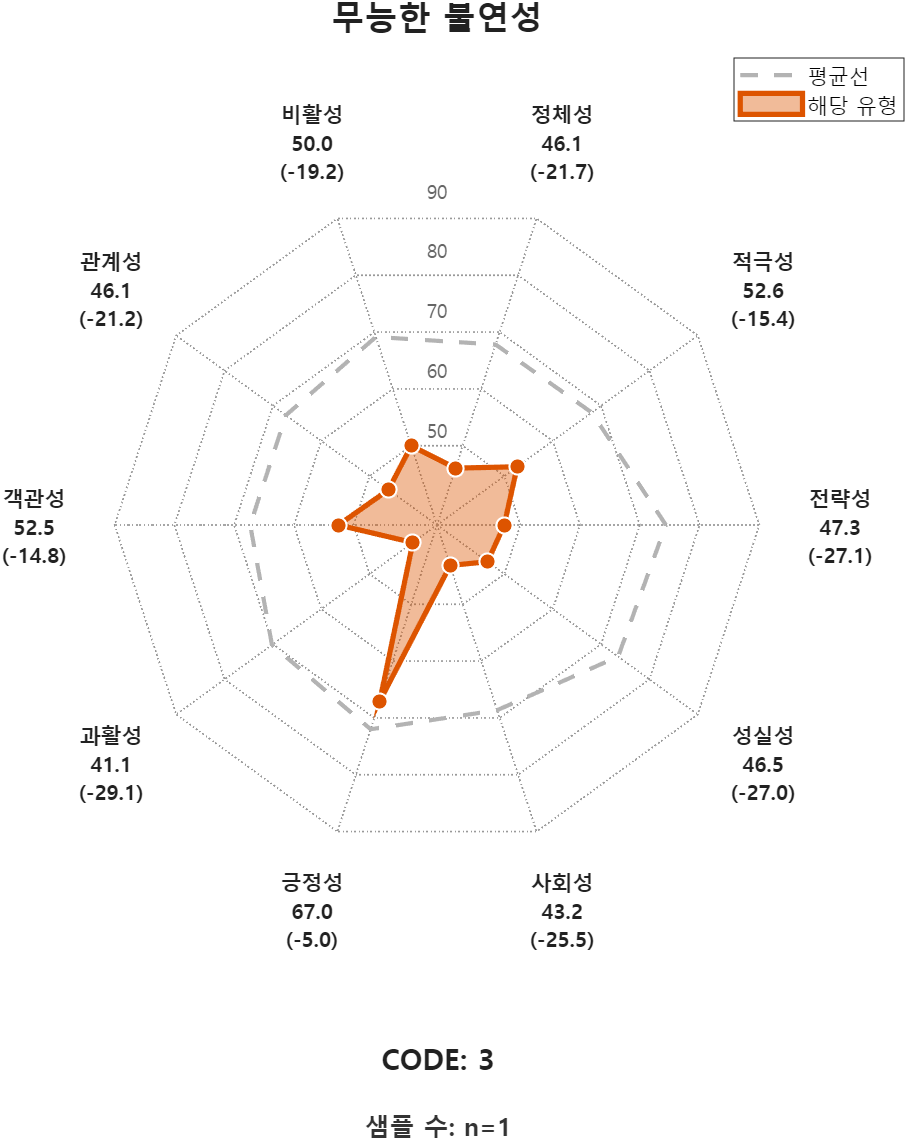 무능한 불연성
평균선
해당 유형
비활성
50.0
(-19.2)
정체성
46.1
(-21.7)
90
80
70
60
50
관계성
46.1
(-21.2)
적극성
52.6
(-15.4)
객관성
52.5
(-14.8)
전략성
47.3
(-27.1)
과활성
41.1
(-29.1)
성실성
46.5
(-27.0)
긍정성
67.0
(-5.0)
사회성
43.2
(-25.5)
CODE: 3
샘플 수: n=1